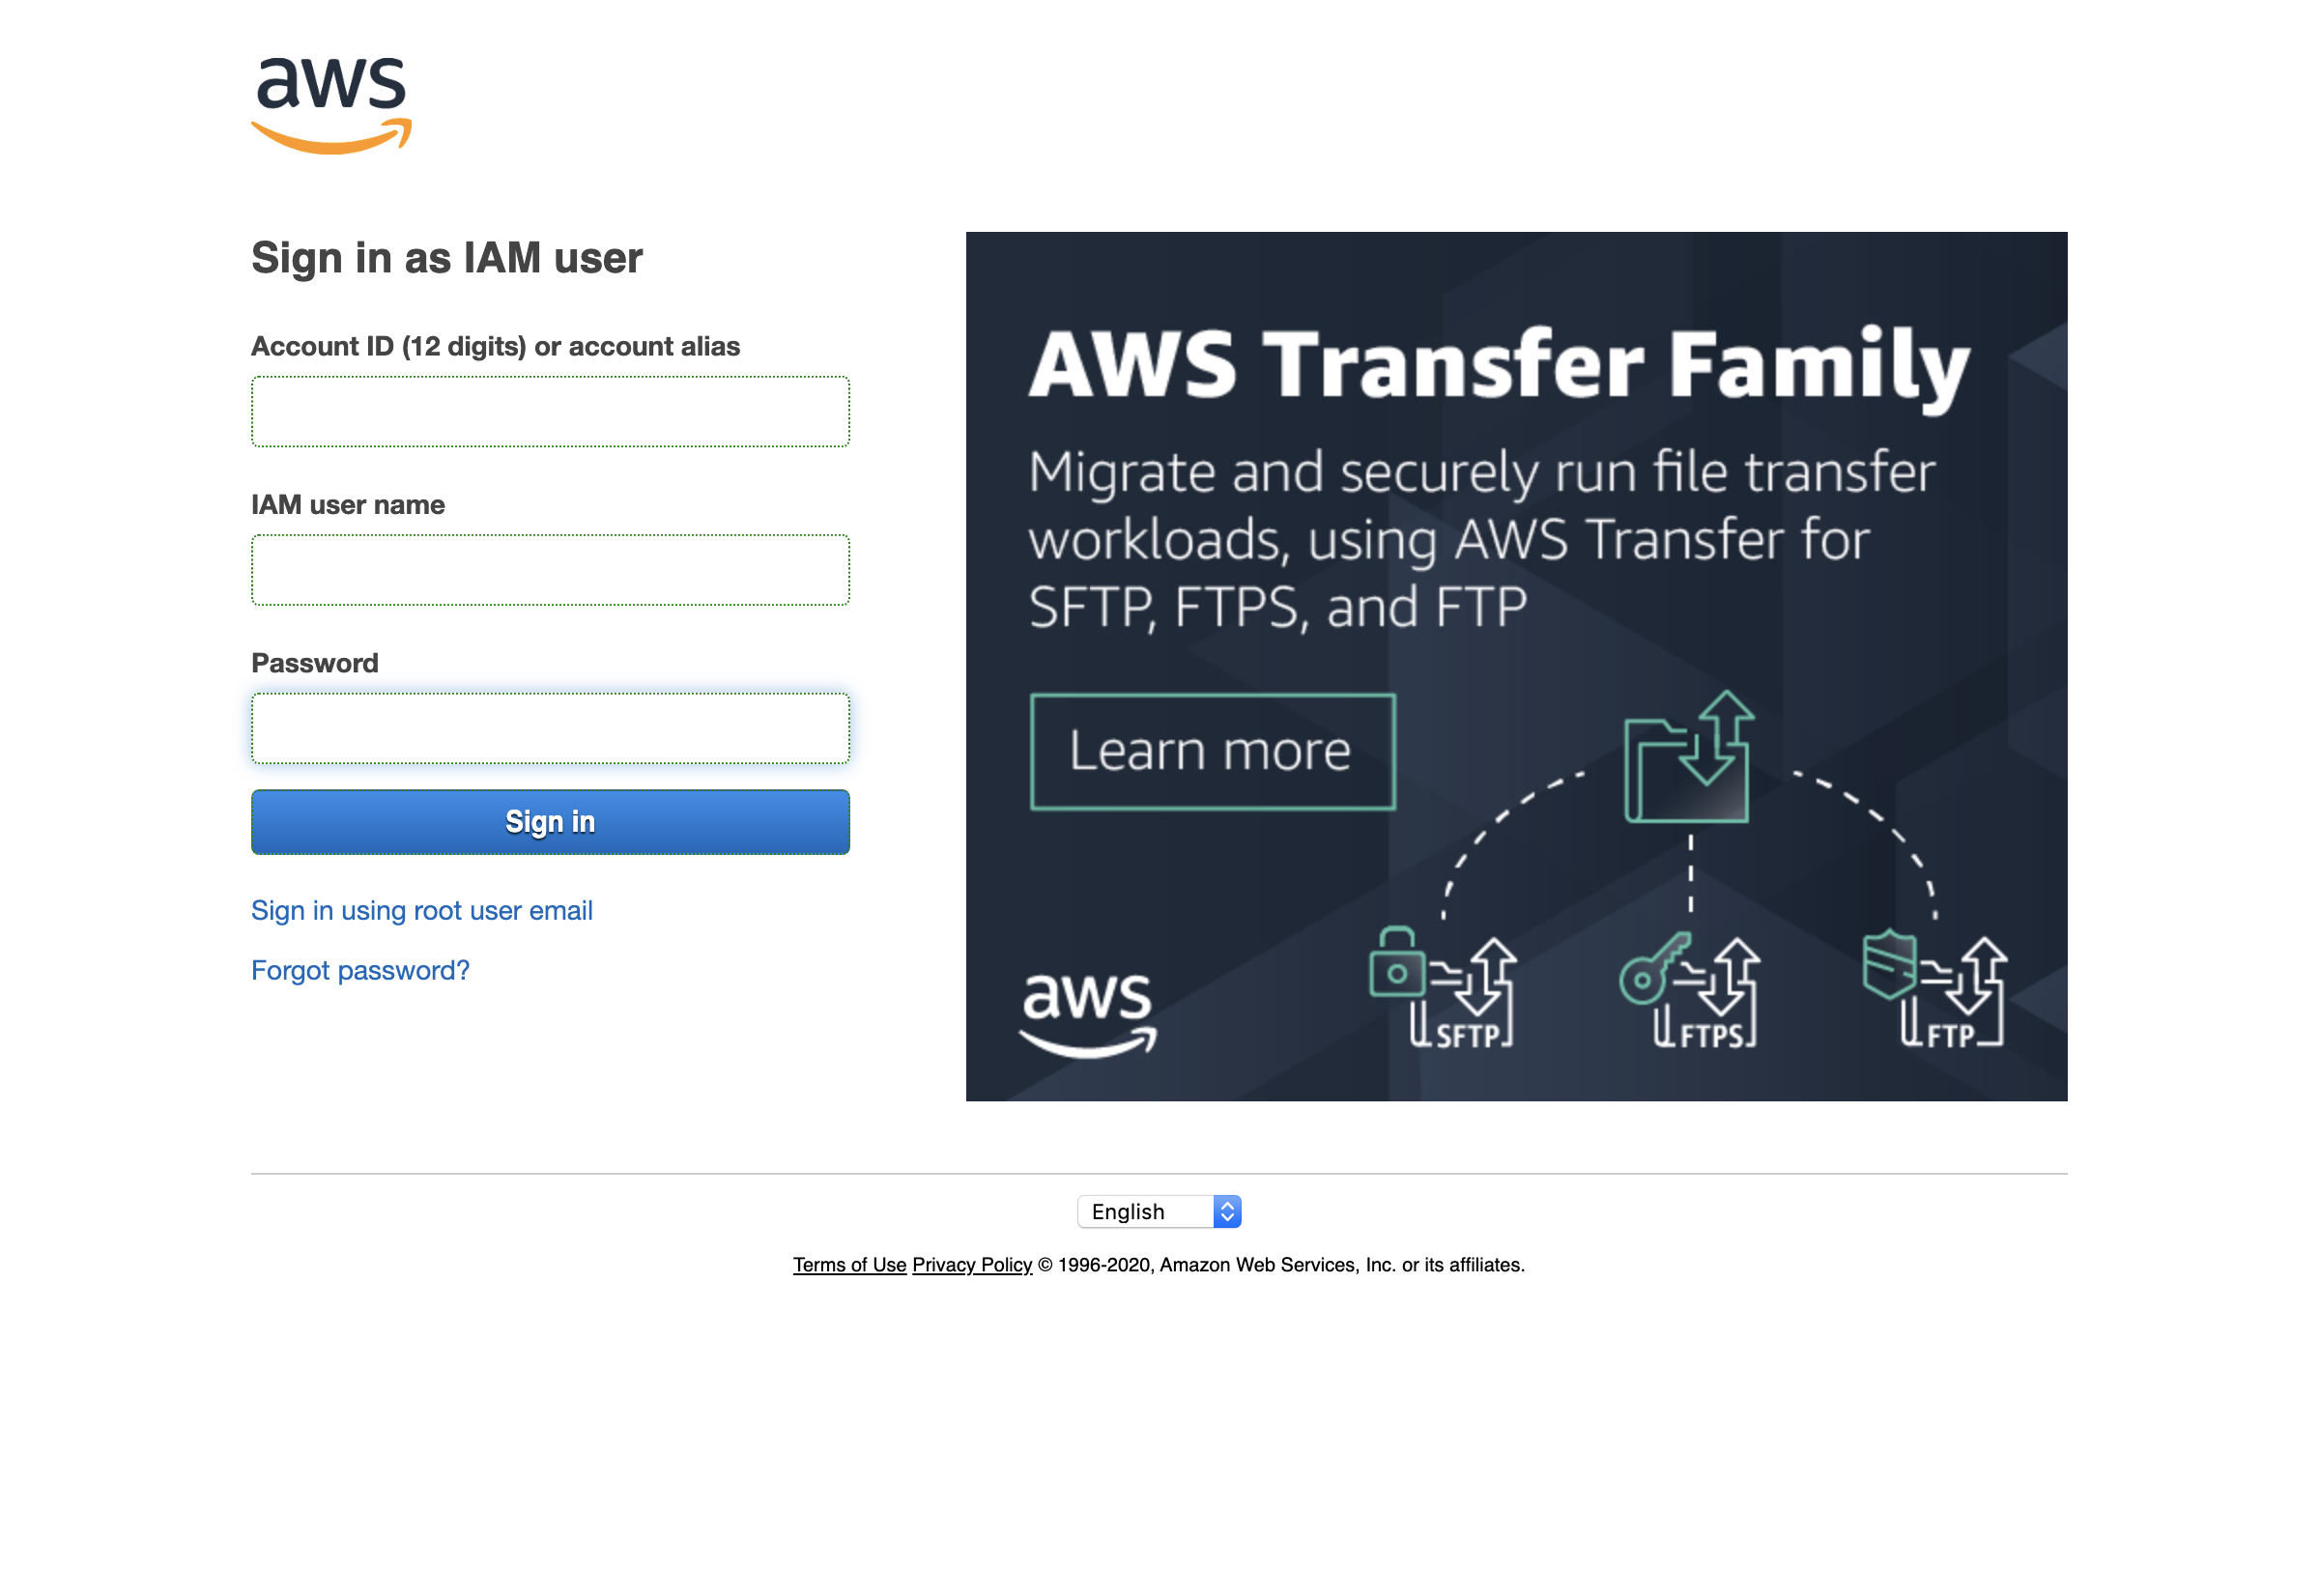 aws
Sign in as IAM user
Account ID (12 digits) or account alias
IAM user name
Password
Sign in
Sign in using root user email
Forgot password?
AWS Transfer Family
Migrate and securely run file transfer
workloads, using AWS Transfer for
SFTP, FTPS, and FTP
Learn more
aws
SFTP
FTPS
FTP
English
Terms of Use Privacy Policy © 1996-2020, Amazon Web Services, Inc. or its affiliates.